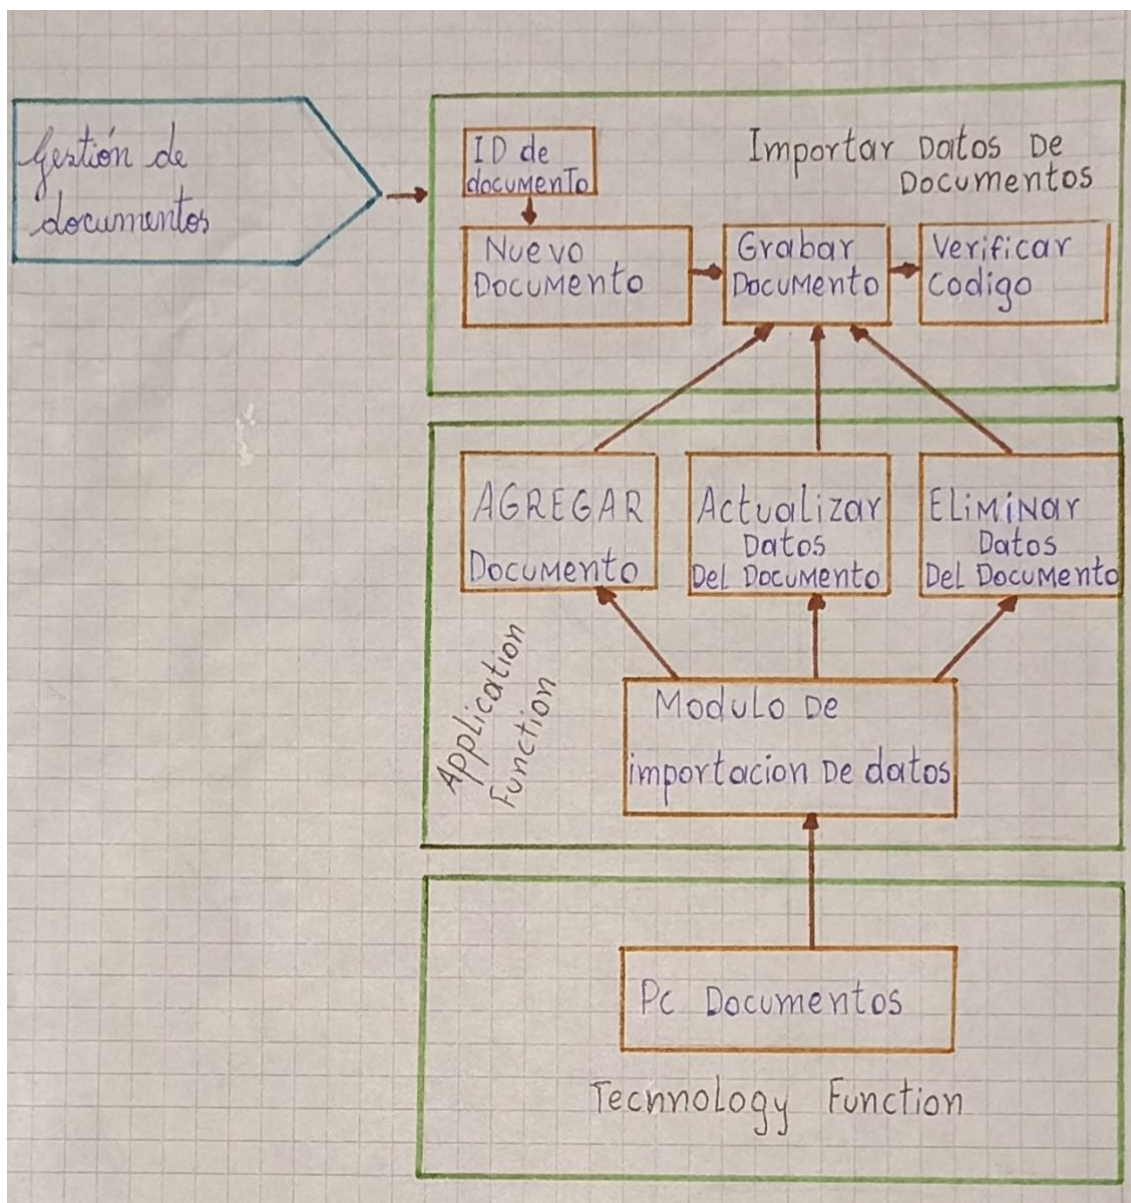 Gestión de
documentos
ID de
documento
Importar Datos De
Documentos
Nuevo
Documento
Grabar
Documento
Verificar
Codigo
AGREGAR
Documento
Actualizar
Datos
Del Documento
Eliminar
Datos
Del Documento
Application
Function
Modulo De
importacion De datos
Pc Documentos
Technology Function